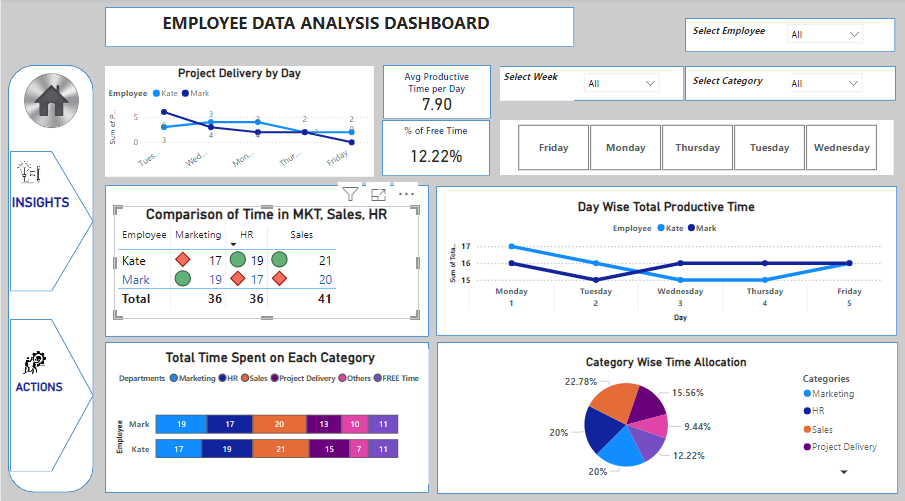 EMPLOYEE DATA ANALYSIS DASHBOARD
Select Employee
All
Select Week
All
Select Category
All
Friday
Monday
Thursday
Tuesday
Wednesday
INSIGHTS
ACTIONS
Project Delivery by Day
Employee Kate Mark
Sum of P...
5
0
3
3
4
2
2
Tues...
Wed...
Mon...
Thur...
Friday
Avg Productive
Time per Day
7.90
% of Free Time
12.22%
Comparison of Time in MKT, Sales, HR
Employee Marketing HR Sales
Kate 17 19 21
Mark 19 17 20
Total 36 36 41
Day Wise Total Productive Time
Employee Kate Mark
Sum of Tota...
17
16
15
Monday Tuesday Wednesday Thursday Friday
1 2 3 4 5
Day
Total Time Spent on Each Category
Departments Marketing HR Sales Project Delivery Others FREE Time
Employee
Mark 19 17 20 13 10 11
Kate 17 19 21 15 7 11
Category Wise Time Allocation
22.78%
15.56%
9.44%
12.22%
20%
20%
Categories
Marketing
HR
Sales
Project Delivery